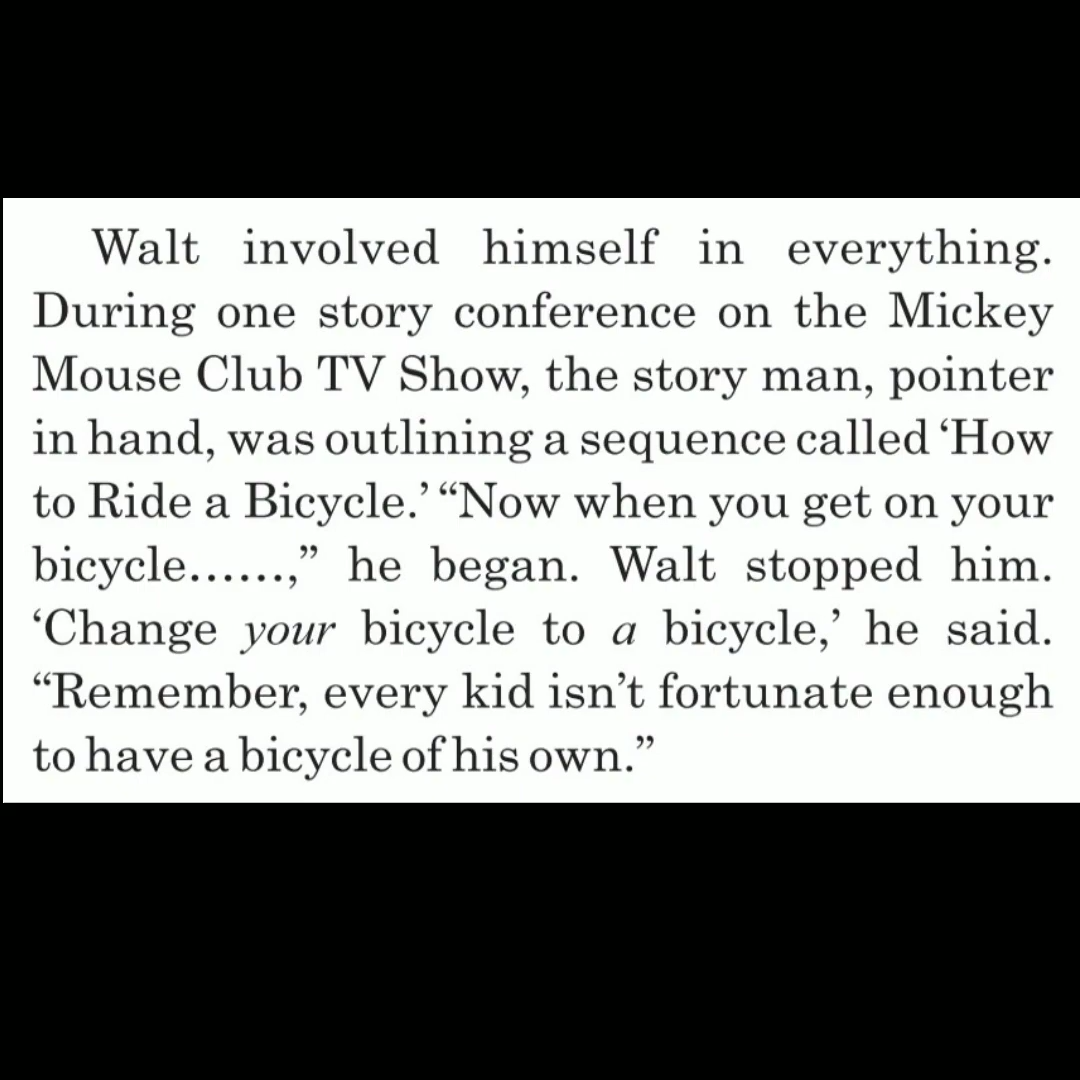 Walt involved himself in everything.
During one story conference on the Mickey
Mouse Club TV Show, the story man, pointer
in hand, was outlining a sequence called ‘How
to Ride a Bicycle.’ “Now when you get on your
bicycle......,” he began. Walt stopped him.
‘Change your bicycle to a bicycle,’ he said.
“Remember, every kid isn’t fortunate enough
to have a bicycle of his own.”